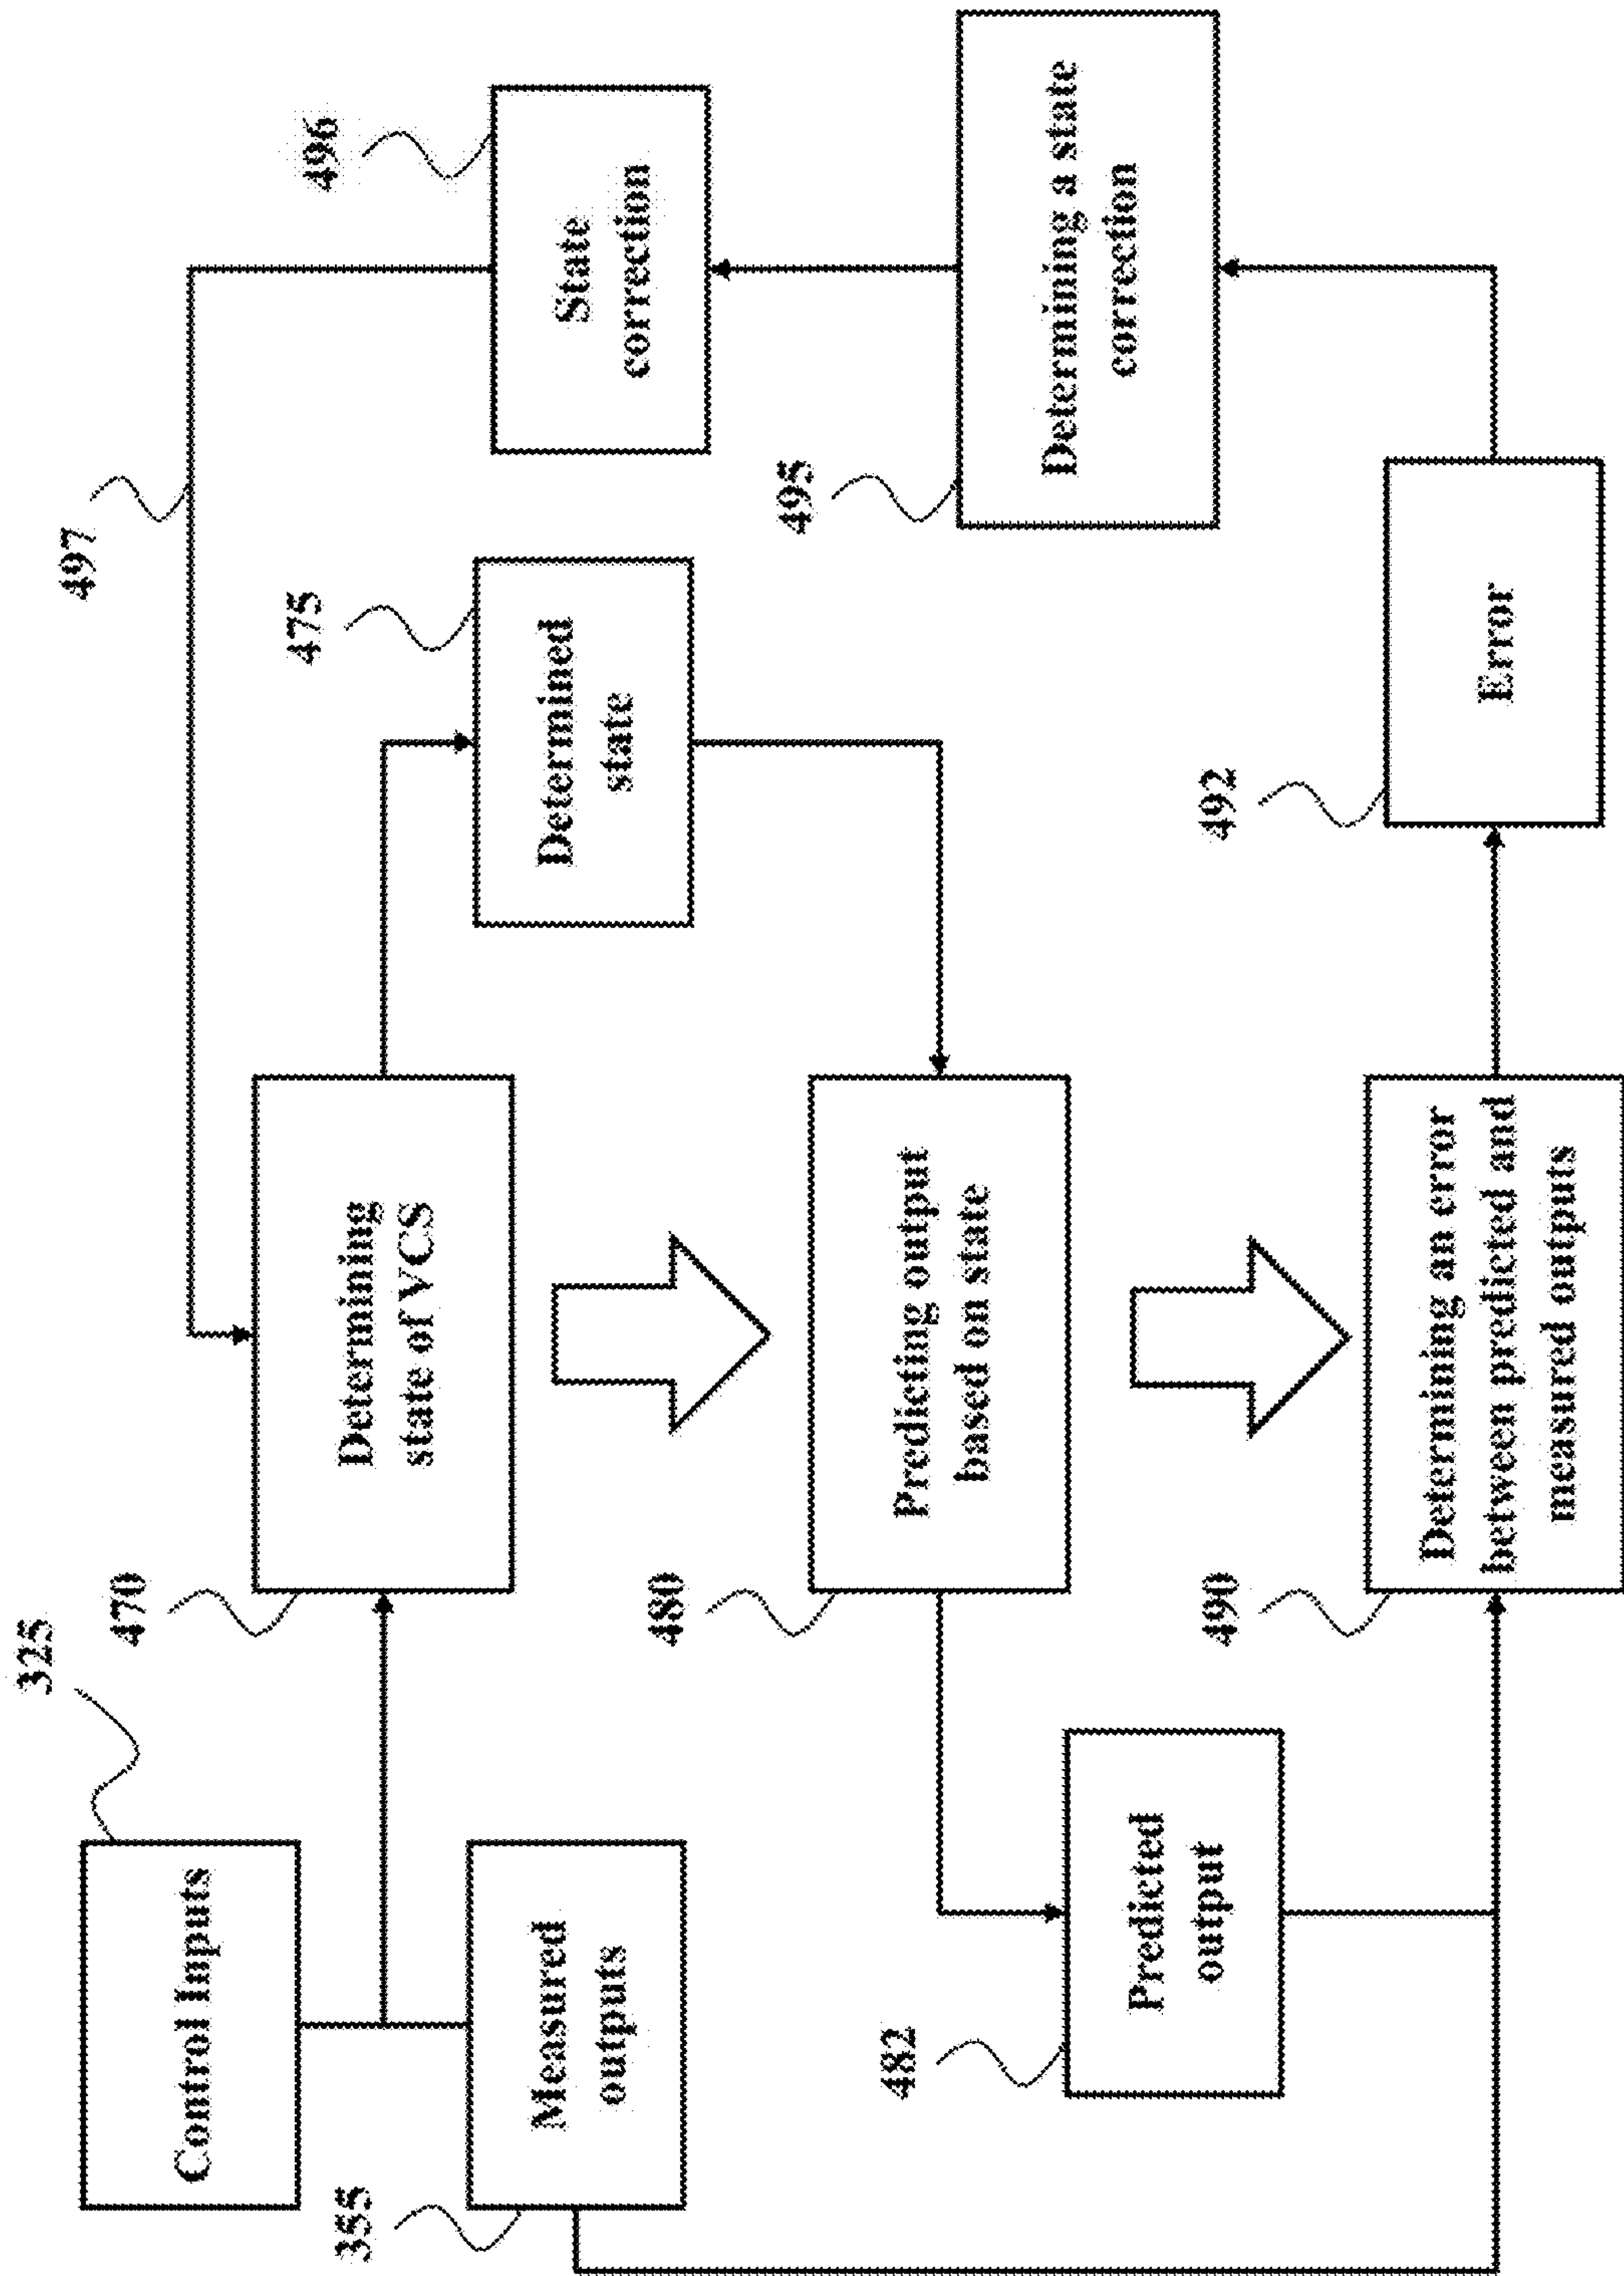 325
Control Inputs
355
Measured
outputs
470
Determining
state of VCS
475
Determined
state
497
496
State
correction
480
Predicting output
based on state
482
Predicted
output
495
Determining a state
correction
490
Determining an error
between predicted and
measured outputs
492
Error